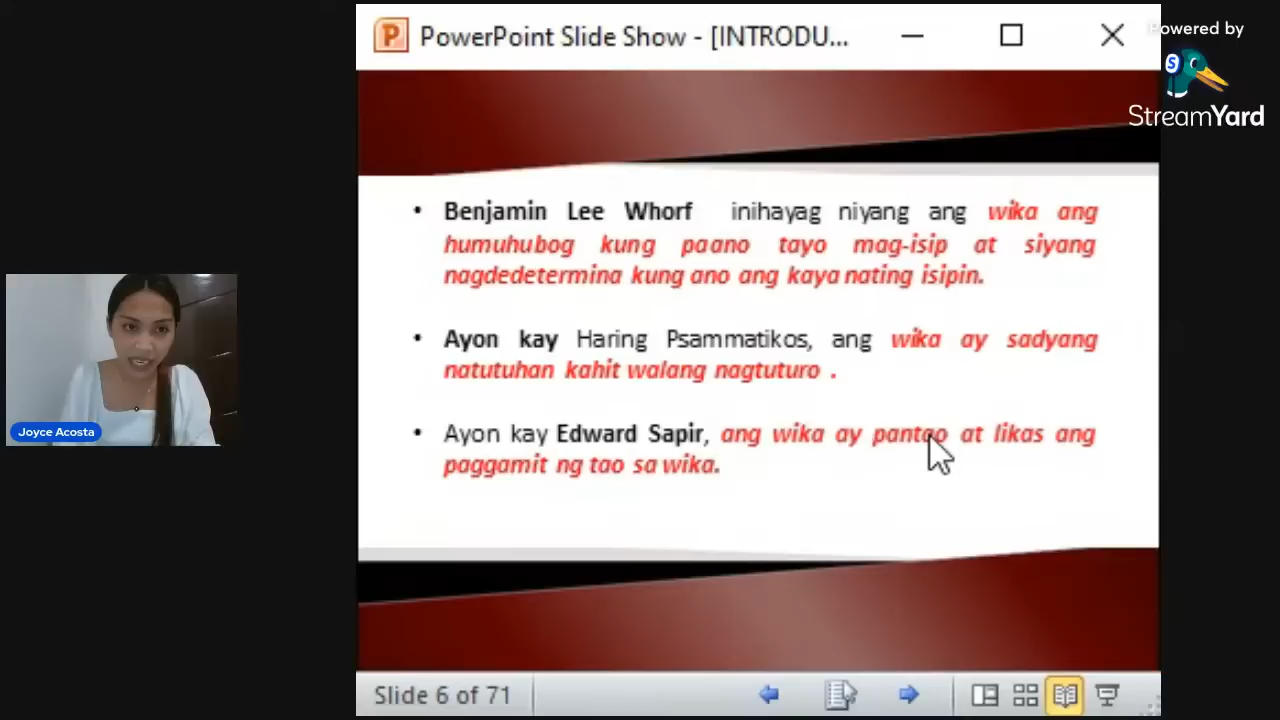 PowerPoint Slide Show - [INTRODU...
Powered by
StreamYard
• Benjamin Lee Whorf inihayag niyang ang wika ang
humuhubog kung paano tayo mag-isip at siyang
nagdedetermina kung ano ang kaya nating isipin.
• Ayon kay Haring Psammatikos, ang wika ay sadyang
natutuhan kahit walang nagtuturo .
• Ayon kay Edward Sapir, ang wika ay pantao at likas ang
paggamit ng tao sa wika.
Joyce Acosta
Slide 6 of 71